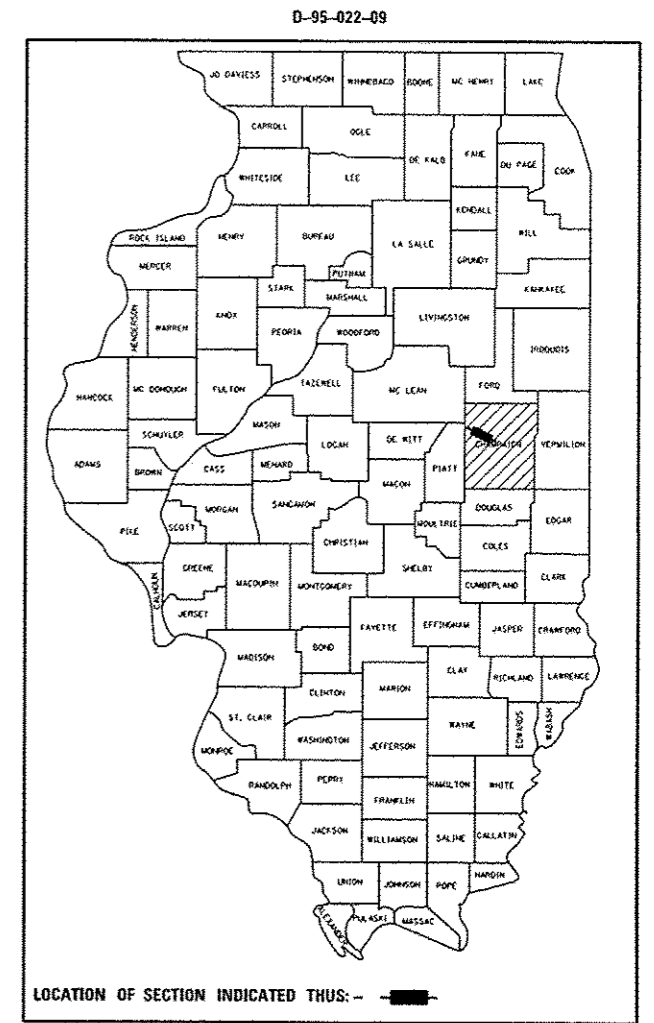 D-95-022-09
JO DAVIESS STEPHENSON WINNEBAGO BOONE MC HENRY LAKE
CARROLL OGLE DE KALB KANE DU PAGE COOK
WHITESIDE LEE
KENDALL
ROCK ISLAND HENRY BUREAU LA SALLE GRUNDY WILL
MERCER PUTNAM
STARK MARSHALL KANKAKEE
HENDERSON WARREN KNOX PEORIA WOODFORD LIVINGSTON IROQUOIS
HANCOCK MC DONOUGH FULTON TAZEWELL MC LEAN FORD
MASON
SCHUYLER LOGAN DE WITT CHAMPAIGN VERMILION
ADAMS BROWN CASS MENARD PIATT
MACON
PIKE SCOTT MORGAN SANGAMON DOUGLAS EDGAR
MOULTRIE
CHRISTIAN COLES
CALHOUN GREENE MACOUPIN MONTGOMERY SHELBY CUMBERLAND CLARK
JERSEY
FAYETTE EFFINGHAM JASPER CRAWFORD
MADISON BOND
CLAY RICHLAND LAWRENCE
CLINTON MARION
ST. CLAIR WAYNE EDWARDS WABASH
MONROE WASHINGTON JEFFERSON
RANDOLPH PERRY HAMILTON WHITE
FRANKLIN
JACKSON WILLIAMSON SALINE GALLATIN
UNION JOHNSON POPE HARDIN
ALEXANDER PULASKI MASSAC
LOCATION OF SECTION INDICATED THUS: -